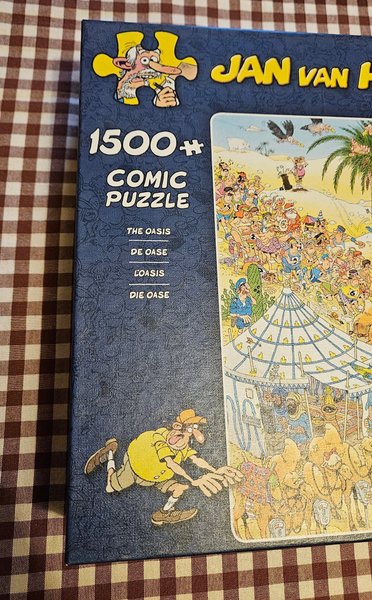 JAN VAN H
1500
COMIC
PUZZLE
THE OASIS
DE OASE
L'OASIS
DIE OASE